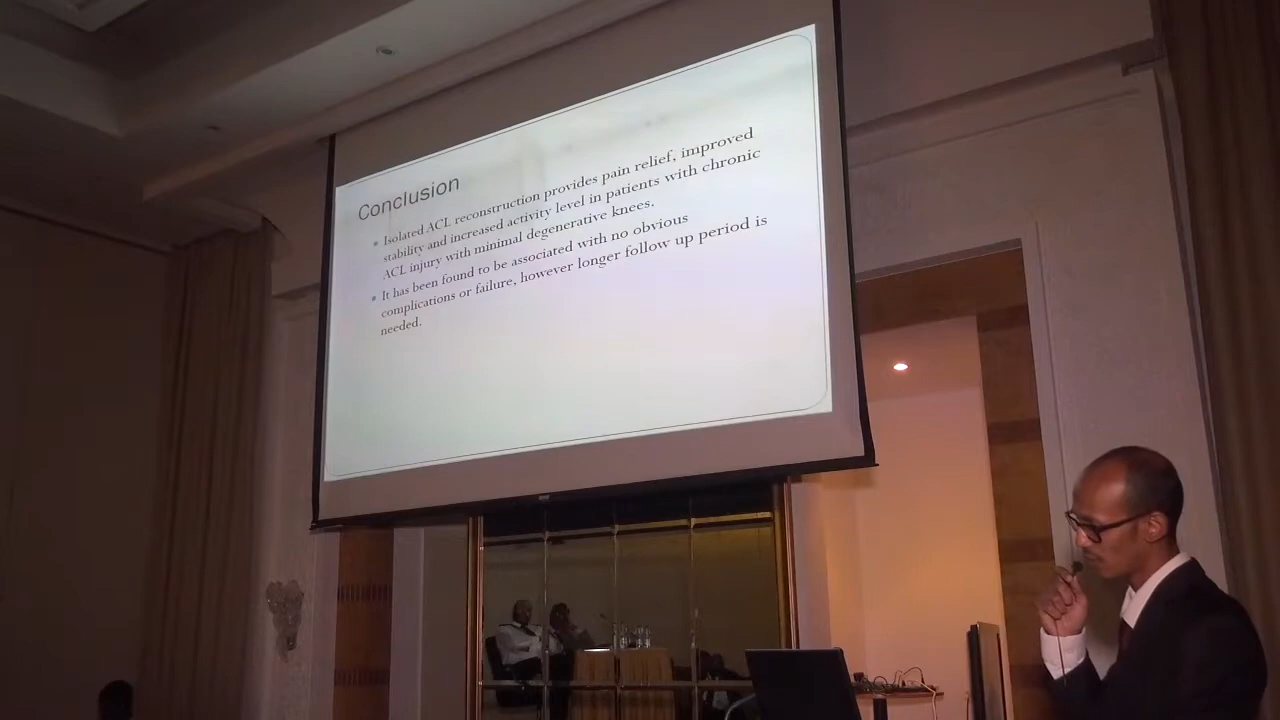 Conclusion
Isolated ACL reconstruction provides pain relief, improved
stability and increased activity level in patients with chronic
ACL injury with minimal degenerative knees.
It has been found to be associated with no obvious
complications or failure, however longer follow up period is
needed.